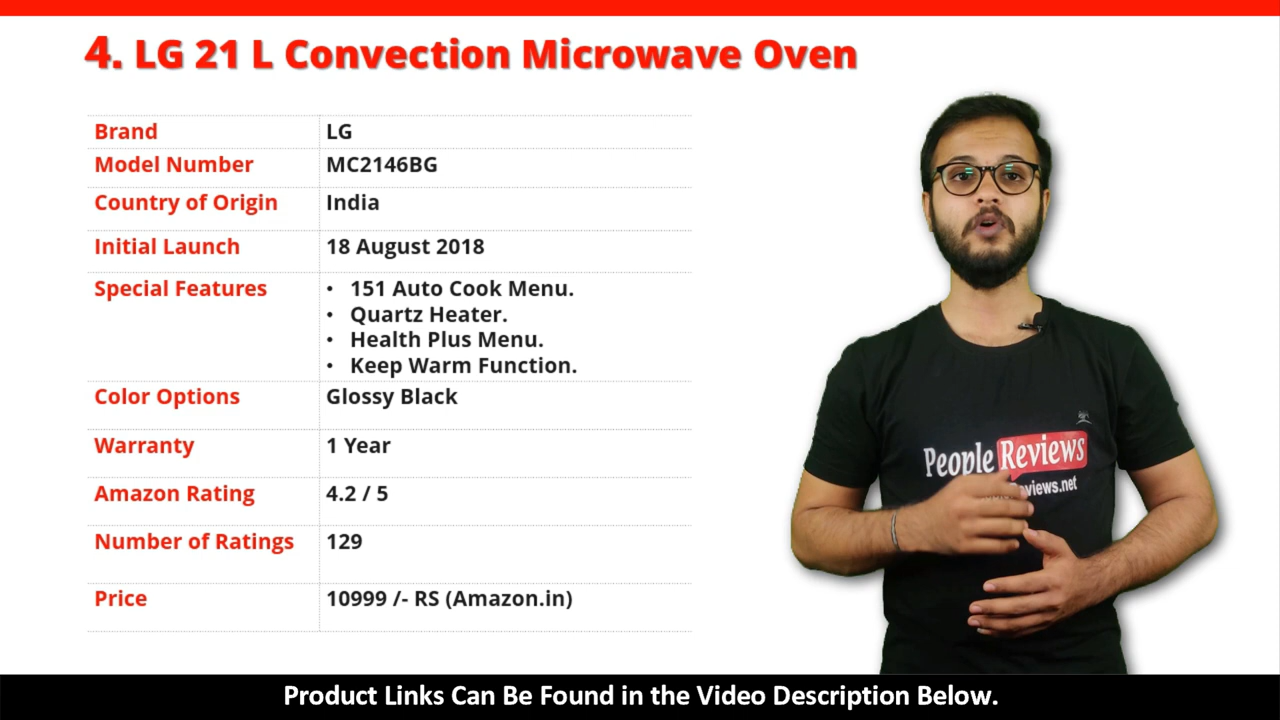 4. LG 21 L Convection Microwave Oven
Brand LG
Model Number MC2146BG
Country of Origin India
Initial Launch 18 August 2018
Special Features • 151 Auto Cook Menu.
• Quartz Heater.
• Health Plus Menu.
• Keep Warm Function.
Color Options Glossy Black
Warranty 1 Year
Amazon Rating 4.2 / 5
Number of Ratings 129
Price 10999 /- RS (Amazon.in)
People Reviews
Product Links Can Be Found in the Video Description Below.